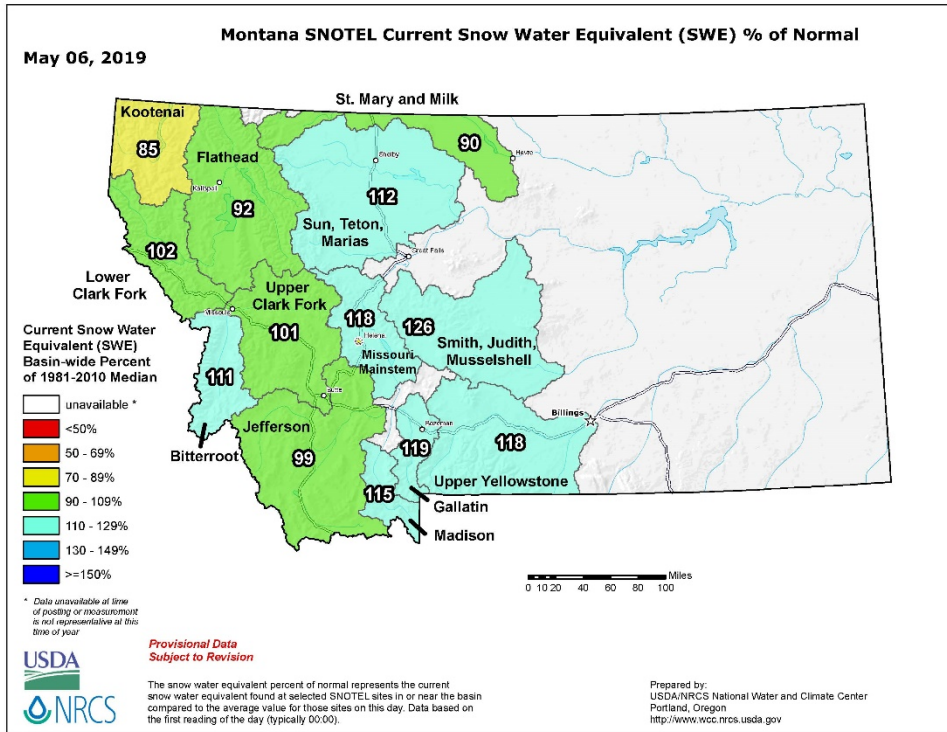 Montana SNOTEL Current Snow Water Equivalent (SWE) % of Normal
May 06, 2019
St. Mary and Milk
Kootenai
85
Flathead
Kalispell
92
Shelby
90
Havre
112
Sun, Teton,
Marias
Great Falls
102
Lower
Clark Fork
Missoula
Upper
Clark Fork
101
118
Helena
Missouri
Mainstem
126
Smith, Judith,
Musselshell
111
Bitterroot
Butte
Jefferson
99
Bozeman
119
115
118
Billings
Upper Yellowstone
Gallatin
Madison
Current Snow Water
Equivalent (SWE)
Basin-wide Percent
of 1981-2010 Median
unavailable *
<50%
50 - 69%
70 - 89%
90 - 109%
110 - 129%
130 - 149%
>=150%
* Data unavailable at time
of posting or measurement
is not representative at this
time of year
Miles
0 10 20 40 60 80 100
Provisional Data
Subject to Revision
USDA
NRCS
The snow water equivalent percent of normal represents the current
snow water equivalent found at selected SNOTEL sites in or near the basin
compared to the average value for those sites on this day. Data based on
the first reading of the day (typically 00:00).
Prepared by:
USDA/NRCS National Water and Climate Center
Portland, Oregon
http://www.wcc.nrcs.usda.gov